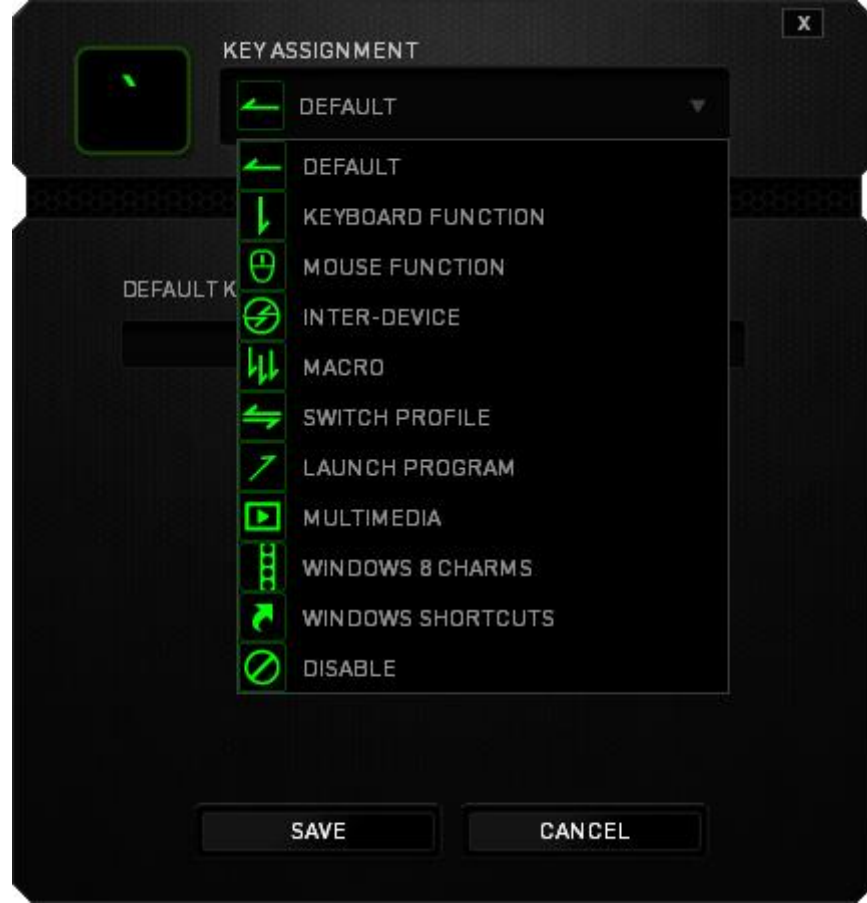 X
KEY ASSIGNMENT
`
DEFAULT
DEFAULT
KEYBOARD FUNCTION
MOUSE FUNCTION
DEFAULT K
INTER-DEVICE
MACRO
SWITCH PROFILE
LAUNCH PROGRAM
MULTIMEDIA
WINDOWS 8 CHARMS
WINDOWS SHORTCUTS
DISABLE
SAVE
CANCEL